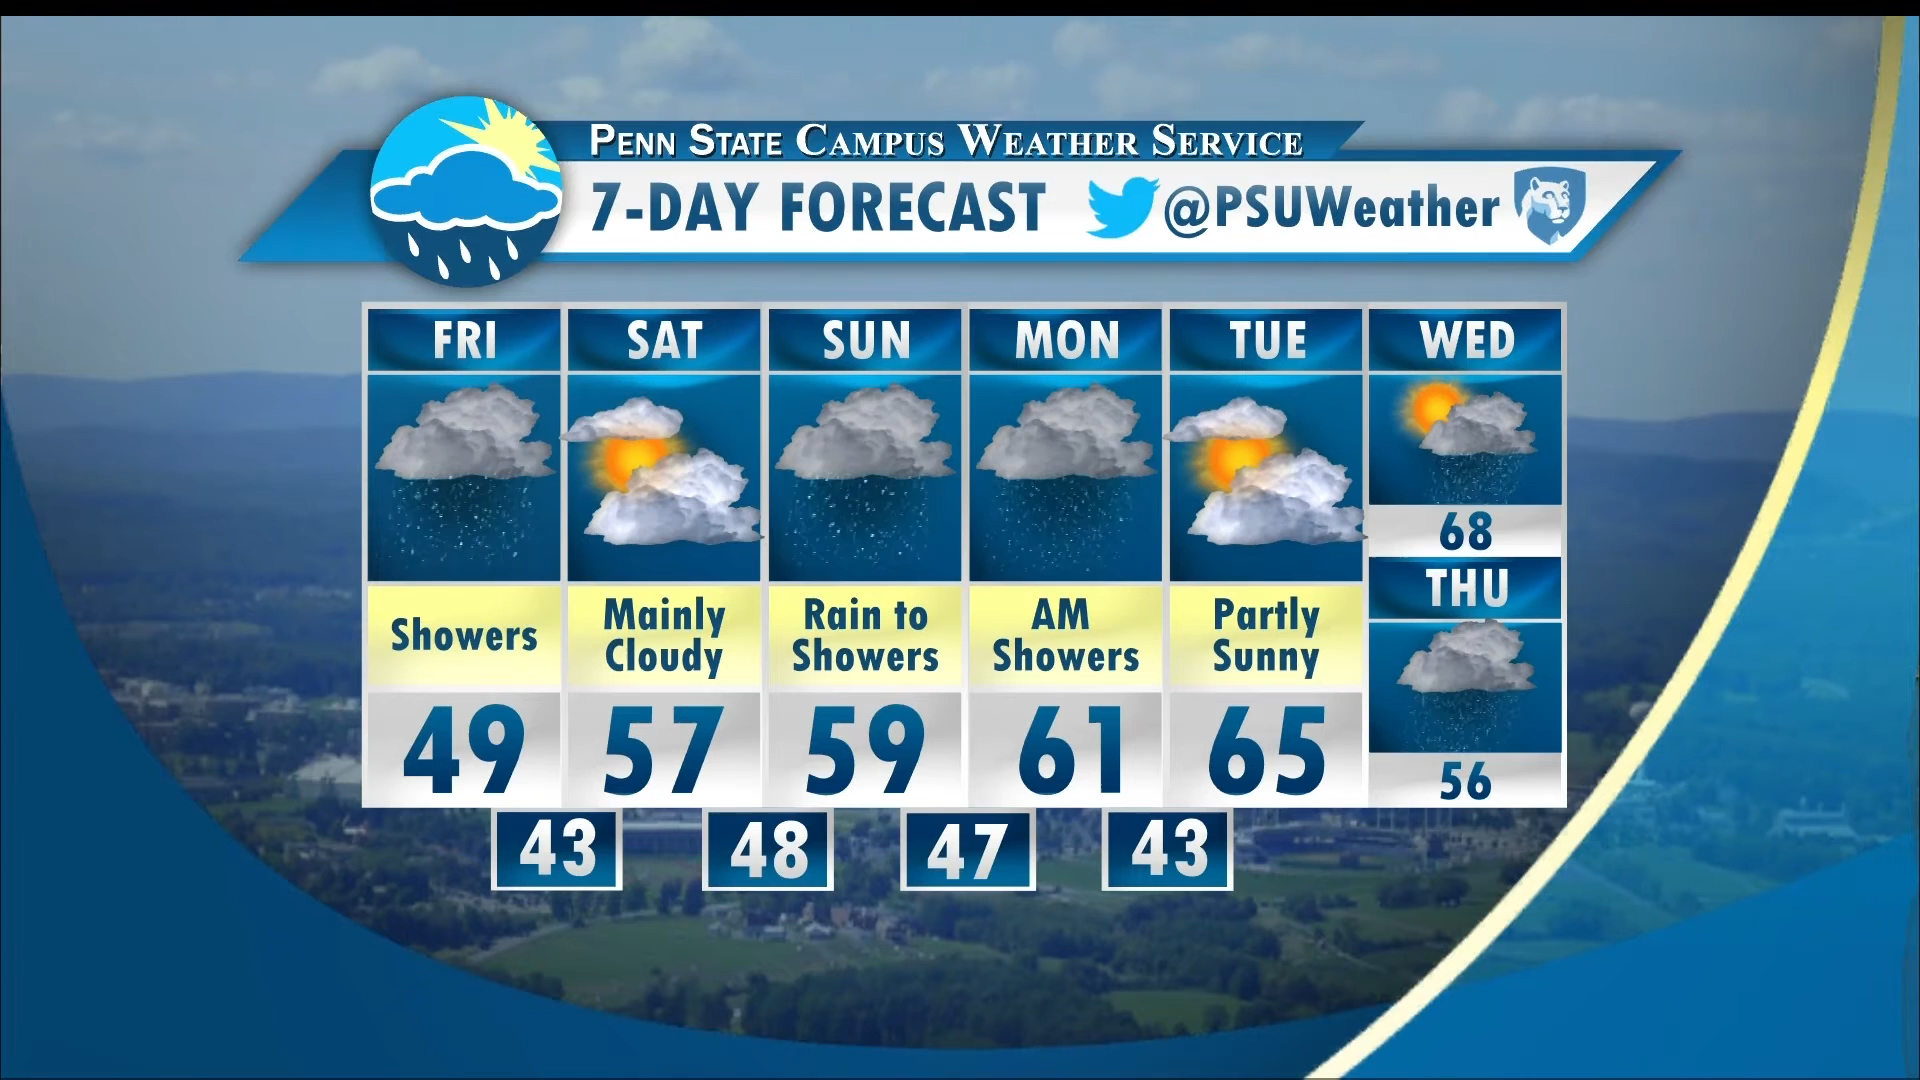 PENN STATE CAMPUS WEATHER SERVICE
7-DAY FORECAST @PSUWeather
FRI SAT SUN MON TUE WED
68
THU
Showers
Mainly
Cloudy
Rain to
Showers
AM
Showers
Partly
Sunny
49 57 59 61 65 56
43 48 47 43